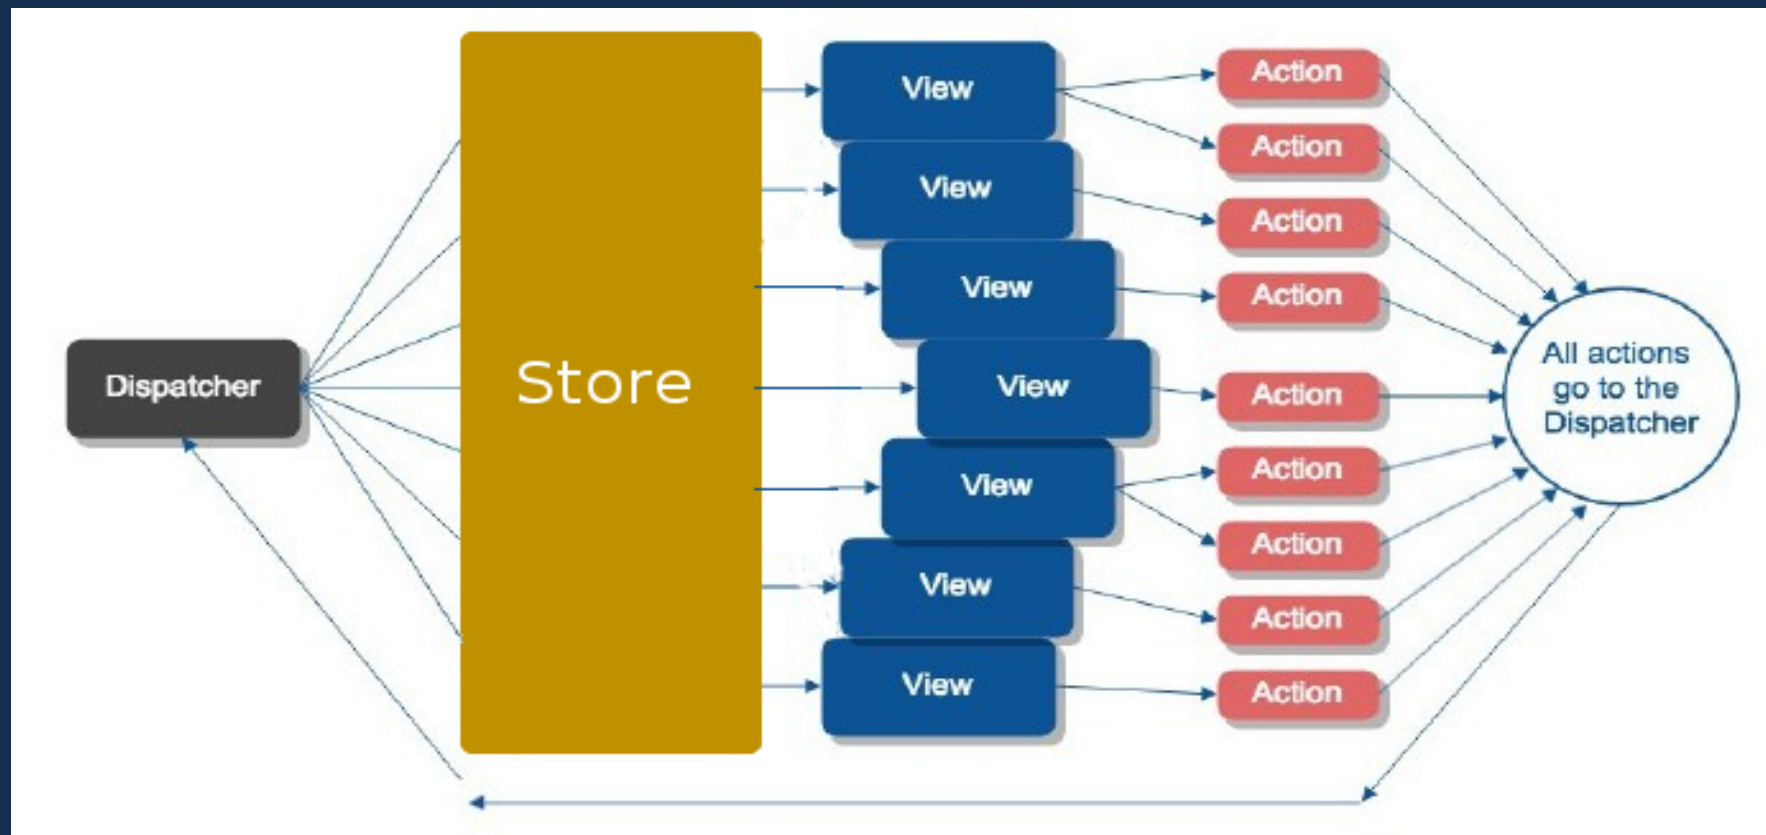 Dispatcher
Store
View
View
View
View
View
View
View
Action
Action
Action
Action
Action
Action
Action
Action
Action
All actions
go to the
Dispatcher